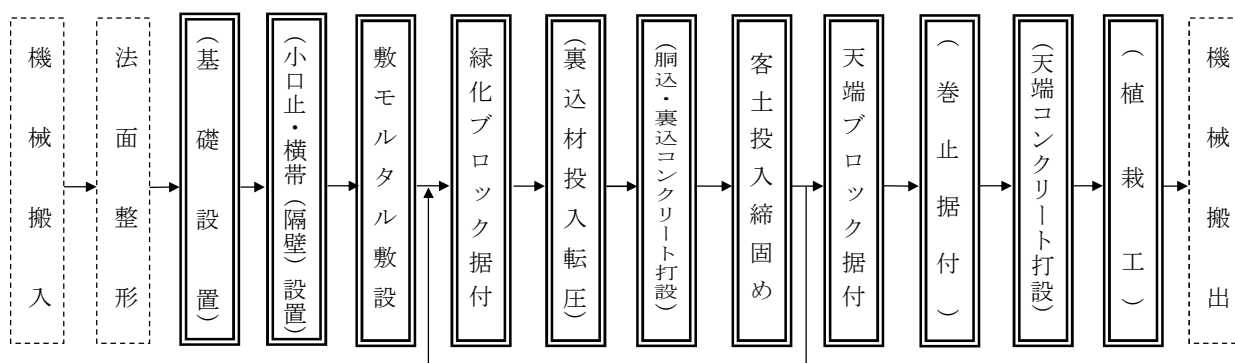 機械搬入
法面整形
(基礎設置)
(小口止・横帯(隔壁)設置)
敷モルタル敷設
緑化ブロック据付
(裏込材投入転圧)
(胴込・裏込コンクリート打設)
客土投入締固め
天端ブロック据付
(巻止据付)
(天端コンクリート打設)
(植栽工)
機械搬出